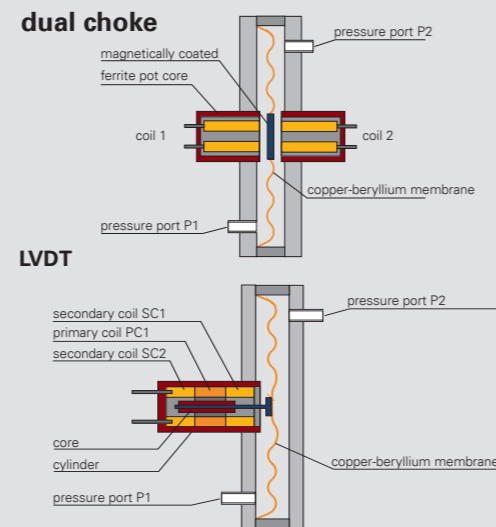 dual choke
pressure port P2
magnetically coated
ferrite pot core
coil 1
coil 2
copper-beryllium membrane
pressure port P1
LVDT
pressure port P2
secondary coil SC1
primary coil PC1
secondary coil SC2
core
copper-beryllium membrane
cylinder
pressure port P1